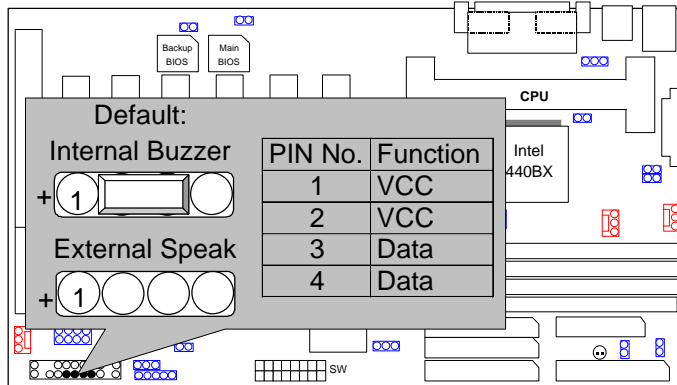 Backup
BIOS
Main
BIOS
CPU
Default:
Internal Buzzer
+ 1
External Speak
+ 1
PIN No. Function
1 VCC
2 VCC
3 Data
4 Data
Intel
440BX
SW